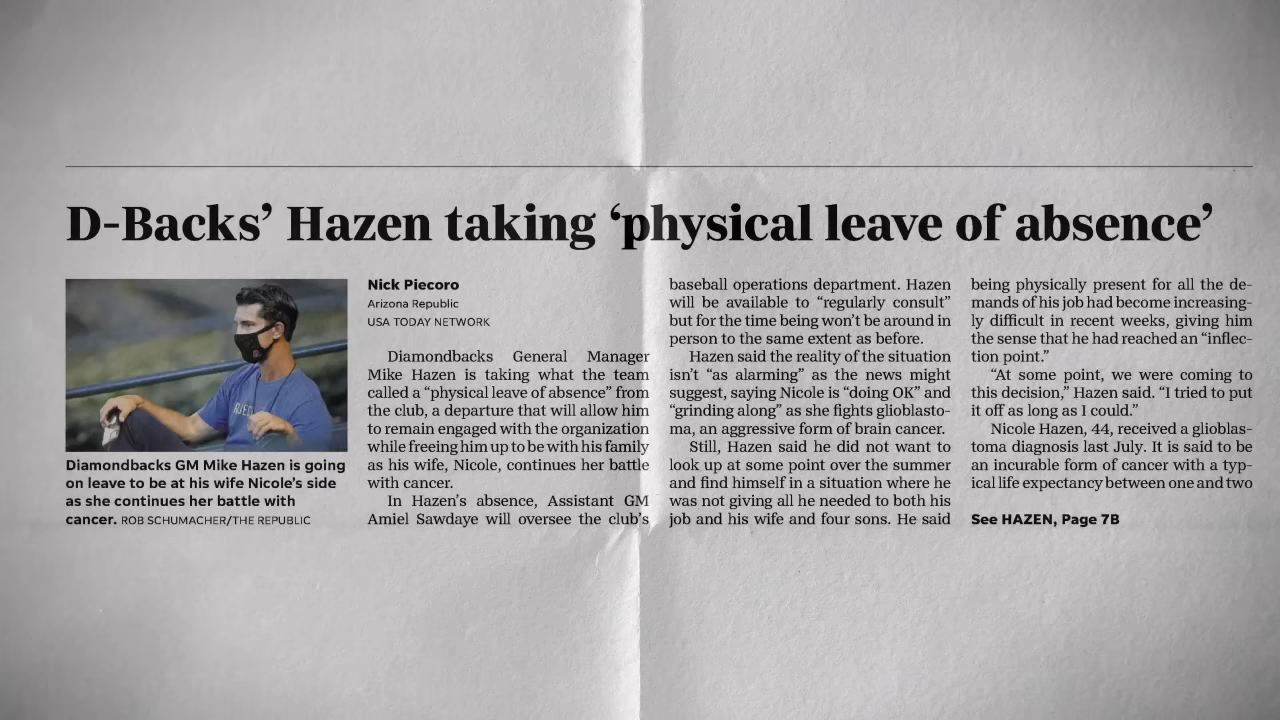 D-Backs’ Hazen taking ‘physical leave of absence’
Diamondbacks GM Mike Hazen is going
on leave to be at his wife Nicole’s side
as she continues her battle with
cancer. ROB SCHUMACHER/THE REPUBLIC
Nick Piecoro
Arizona Republic
USA TODAY NETWORK
Diamondbacks General Manager
Mike Hazen is taking what the team
called a “physical leave of absence” from
the club, a departure that will allow him
to remain engaged with the organization
while freeing him up to be with his family
as his wife, Nicole, continues her battle
with cancer.
In Hazen’s absence, Assistant GM
Amiel Sawdaye will oversee the club’s
baseball operations department. Hazen
will be available to “regularly consult”
but for the time being won’t be around in
person to the same extent as before.
Hazen said the reality of the situation
isn’t “as alarming” as the news might
suggest, saying Nicole is “doing OK” and
“grinding along” as she fights glioblasto-
ma, an aggressive form of brain cancer.
Still, Hazen said he did not want to
look up at some point over the summer
and find himself in a situation where he
was not giving all he needed to both his
job and his wife and four sons. He said
being physically present for all the de-
mands of his job had become increasing-
ly difficult in recent weeks, giving him
the sense that he had reached an “inflec-
tion point.”
“At some point, we were coming to
this decision,” Hazen said. “I tried to put
it off as long as I could.”
Nicole Hazen, 44, received a glioblas-
toma diagnosis last July. It is said to be
an incurable form of cancer with a typ-
ical life expectancy between one and two
See HAZEN, Page 7B